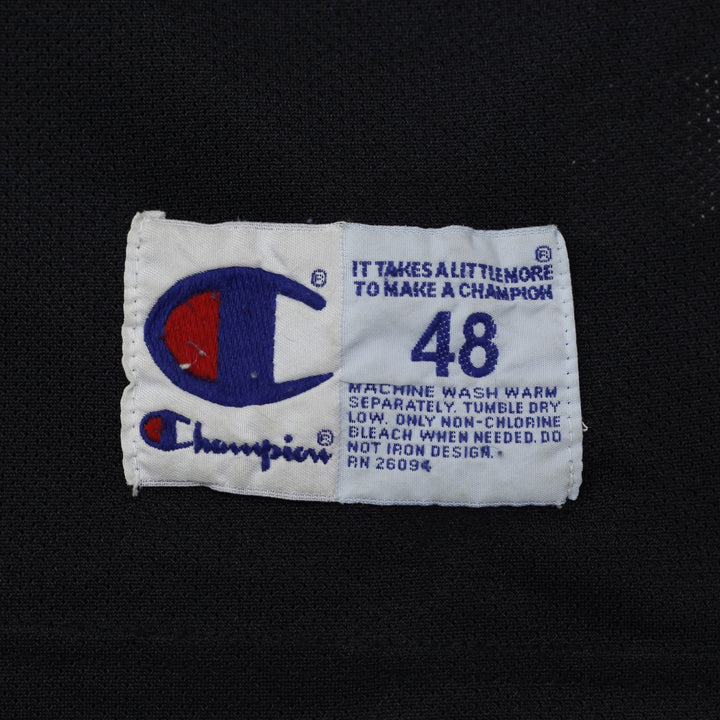 Champion®
®
IT TAKES A LITTLE MORE®
TO MAKE A CHAMPION
48
MACHINE WASH WARM
SEPARATELY. TUMBLE DRY
LOW. ONLY NON-CHLORINE
BLEACH WHEN NEEDED. DO
NOT IRON DESIGN.
RN 26094